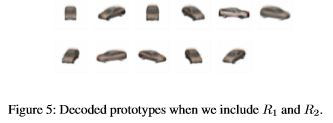 Figure 5: Decoded prototypes when we include R₁ and R₂.